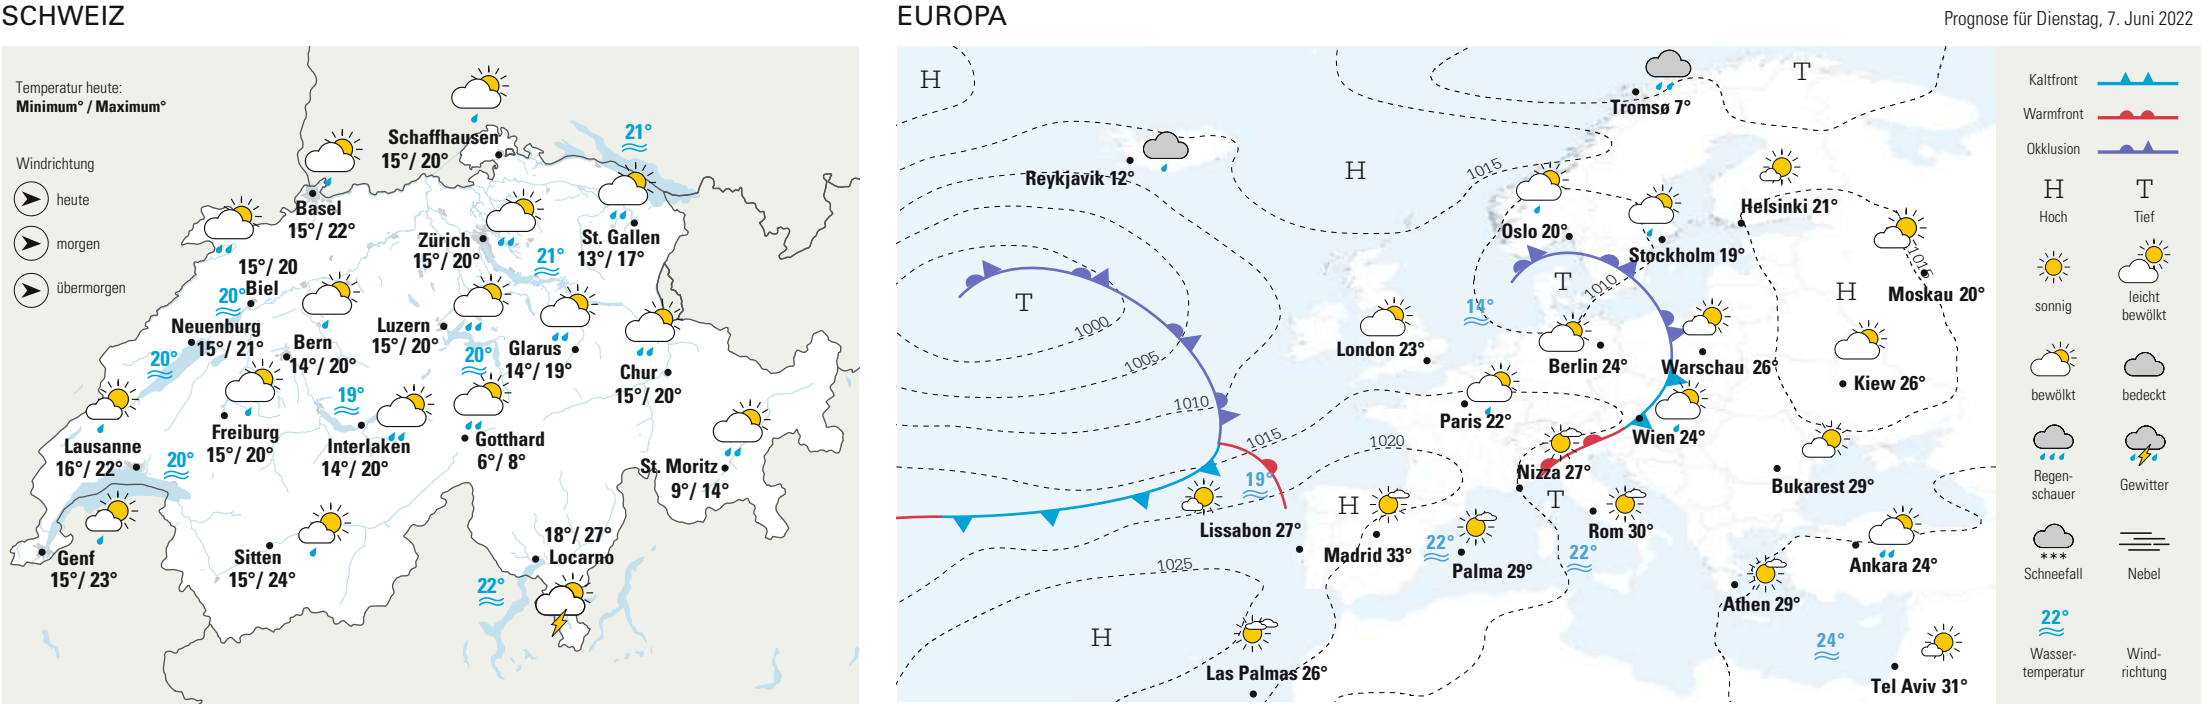 SCHWEIZ
Temperatur heute:
Minimum° / Maximum°
Windrichtung
heute
morgen
übermorgen
Schaffhausen
15°/ 20°
21°
Basel
15°/ 22°
Zürich
15°/ 20°
St. Gallen
13°/ 17°
21°
15°/ 20
Biel
20°
Neuenburg
15°/ 21°
20°
Bern
14°/ 20°
Luzern
15°/ 20°
20°
Glarus
14°/ 19°
Chur
15°/ 20°
19°
Lausanne
16°/ 22°
20°
Freiburg
15°/ 20°
Interlaken
14°/ 20°
Gotthard
6°/ 8°
St. Moritz
9°/ 14°
Genf
15°/ 23°
Sitten
15°/ 24°
18°/ 27°
Locarno
22°
EUROPA
Prognose für Dienstag, 7. Juni 2022
H
T
Tromsø 7°
Reykjavik 12°
H
1015
Helsinki 21°
Oslo 20°
Stockholm 19°
1015
Moskau 20°
T
T
1010
H
14°
1000
1005
London 23°
Berlin 24°
Warschau 26°
Kiew 26°
1010
Paris 22°
1015
1020
Wien 24°
Nizza 27°
19°
H
T
Bukarest 29°
Lissabon 27°
Madrid 33°
22°
Palma 29°
Rom 30°
22°
Ankara 24°
1025
Athen 29°
H
24°
Las Palmas 26°
Tel Aviv 31°
Kaltfront
Warmfront
Okklusion
H
T
Hoch
Tief
sonnig
leicht
bewölkt
bewölkt
bedeckt
Regen-
schauer
Gewitter
Schneefall
Nebel
22°
Wasser-
temperatur
Wind-
richtung